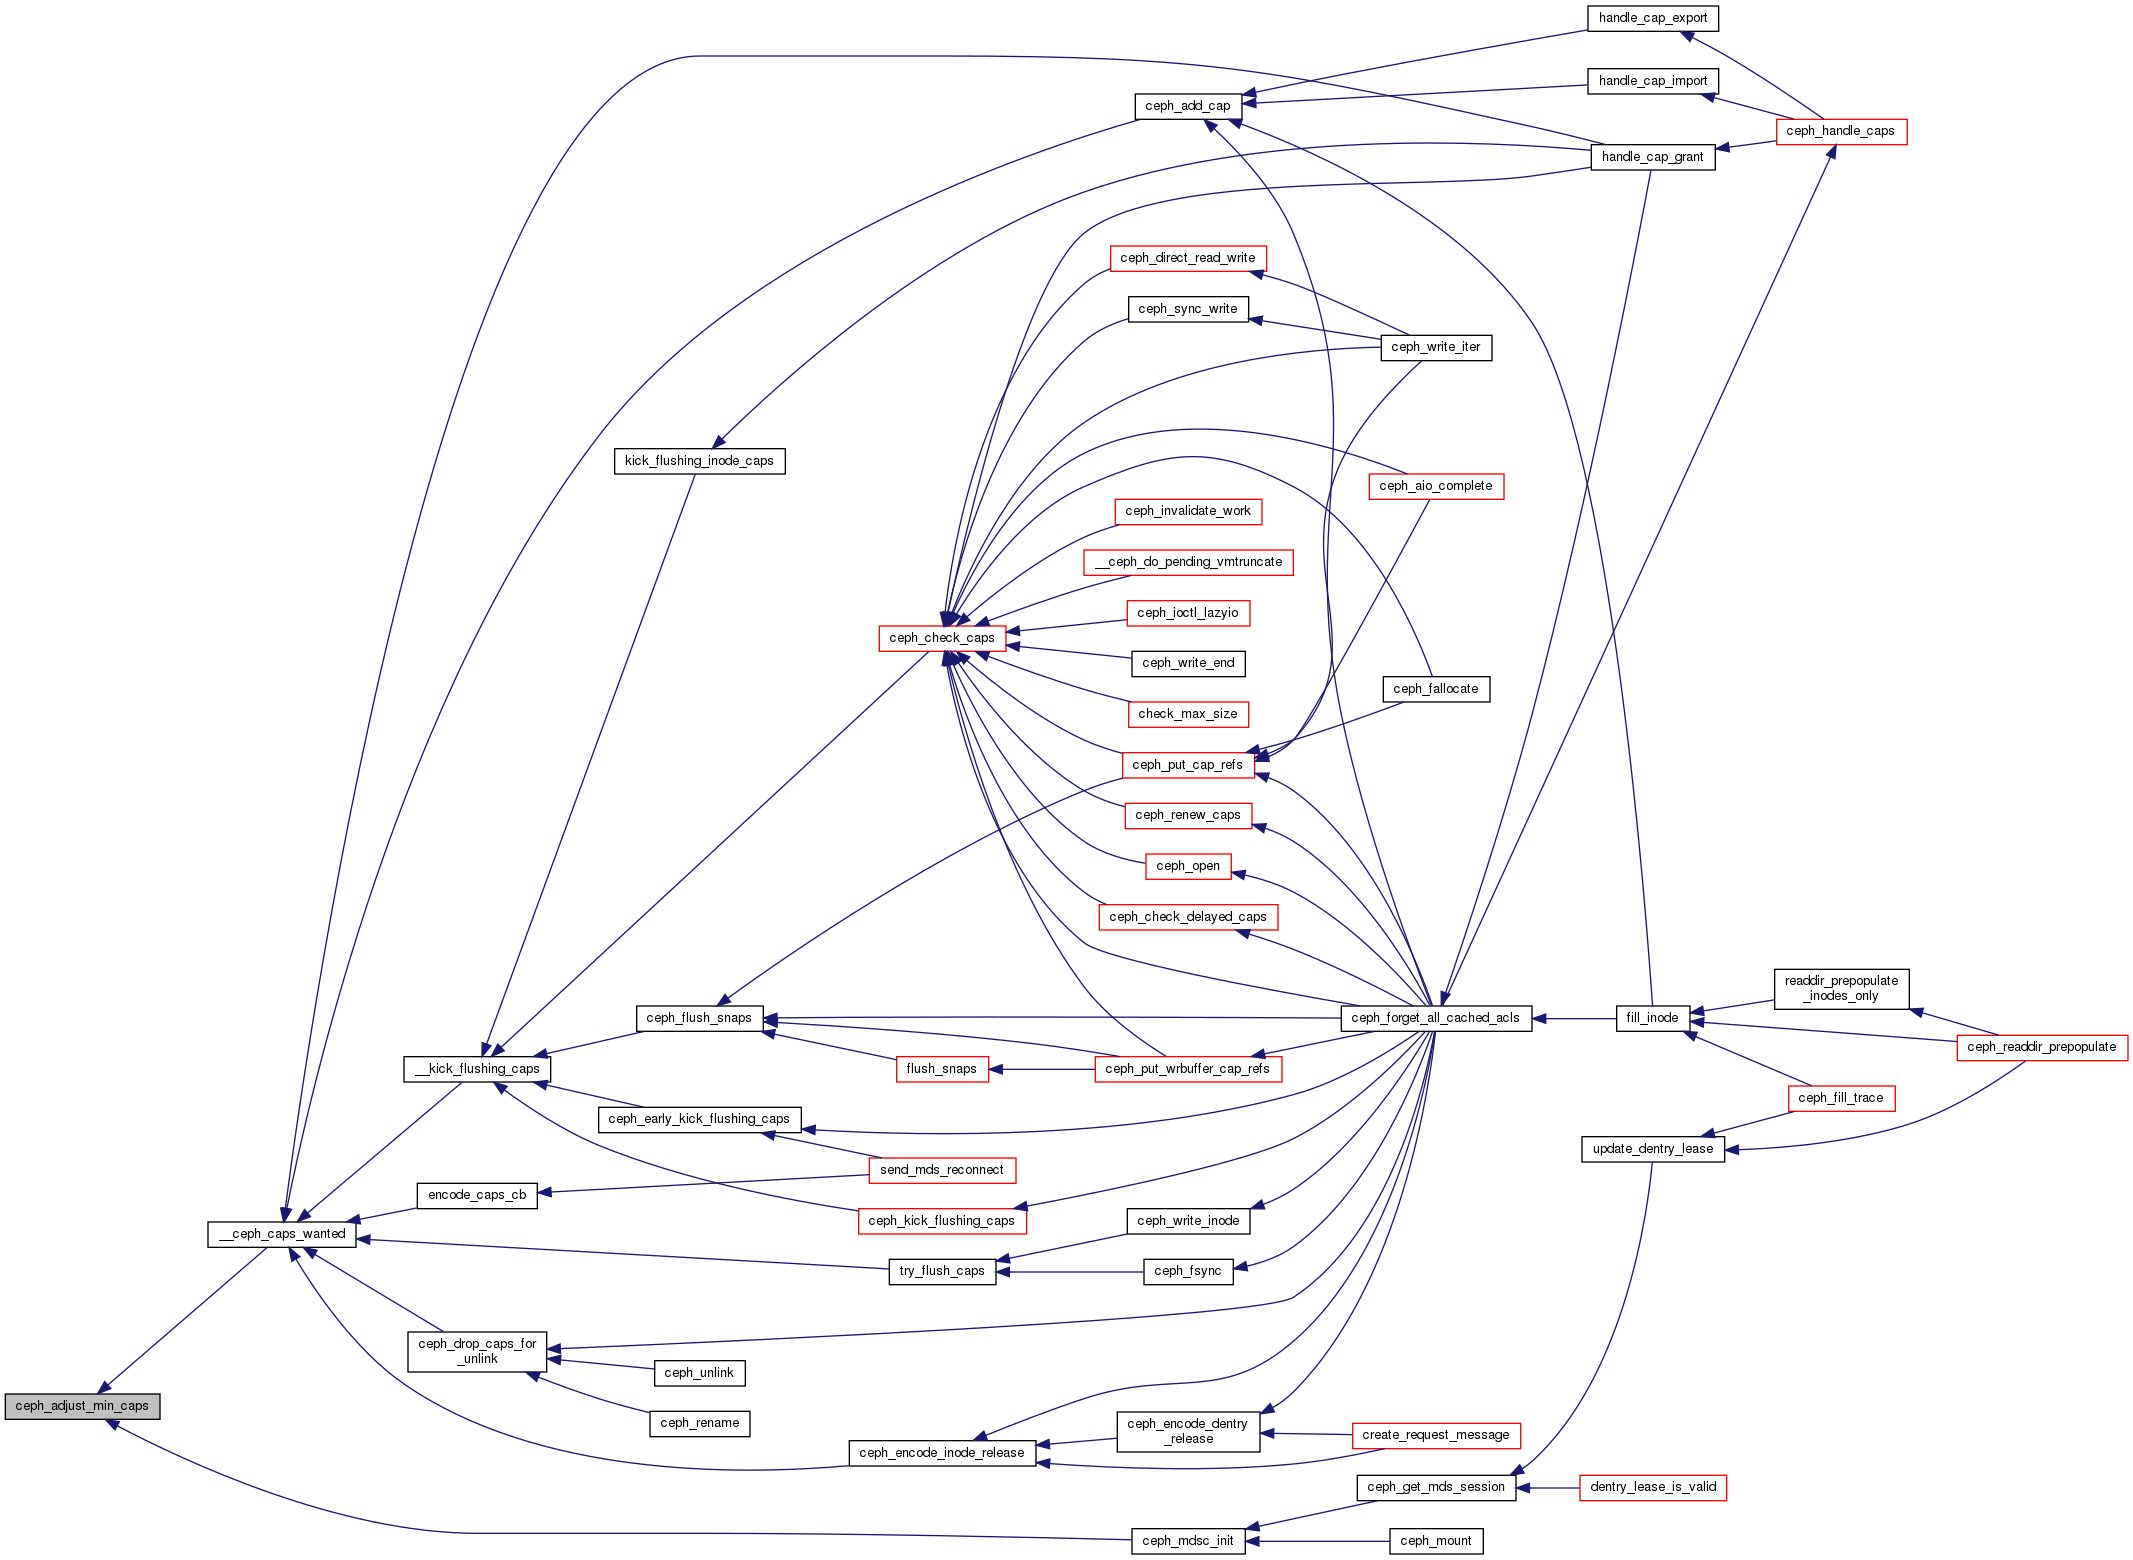 handle_cap_export
handle_cap_import
ceph_add_cap
ceph_handle_caps
handle_cap_grant
ceph_direct_read_write
ceph_sync_write
ceph_write_iter
kick_flushing_inode_caps
ceph_aio_complete
ceph_invalidate_work
__ceph_do_pending_vmtruncate
ceph_ioctl_lazyio
ceph_check_caps
ceph_write_end
ceph_fallocate
check_max_size
ceph_put_cap_refs
ceph_renew_caps
ceph_open
ceph_check_delayed_caps
readdir_prepopulate
_inodes_only
ceph_flush_snaps
ceph_forget_all_cached_acls
fill_inode
ceph_readdir_prepopulate
__kick_flushing_caps
flush_snaps
ceph_put_wrbuffer_cap_refs
ceph_fill_trace
ceph_early_kick_flushing_caps
update_dentry_lease
send_mds_reconnect
encode_caps_cb
ceph_kick_flushing_caps
ceph_write_inode
__ceph_caps_wanted
try_flush_caps
ceph_fsync
ceph_drop_caps_for
_unlink
ceph_unlink
ceph_adjust_min_caps
ceph_rename
ceph_encode_dentry
_release
create_request_message
ceph_encode_inode_release
ceph_get_mds_session
dentry_lease_is_valid
ceph_mdsc_init
ceph_mount